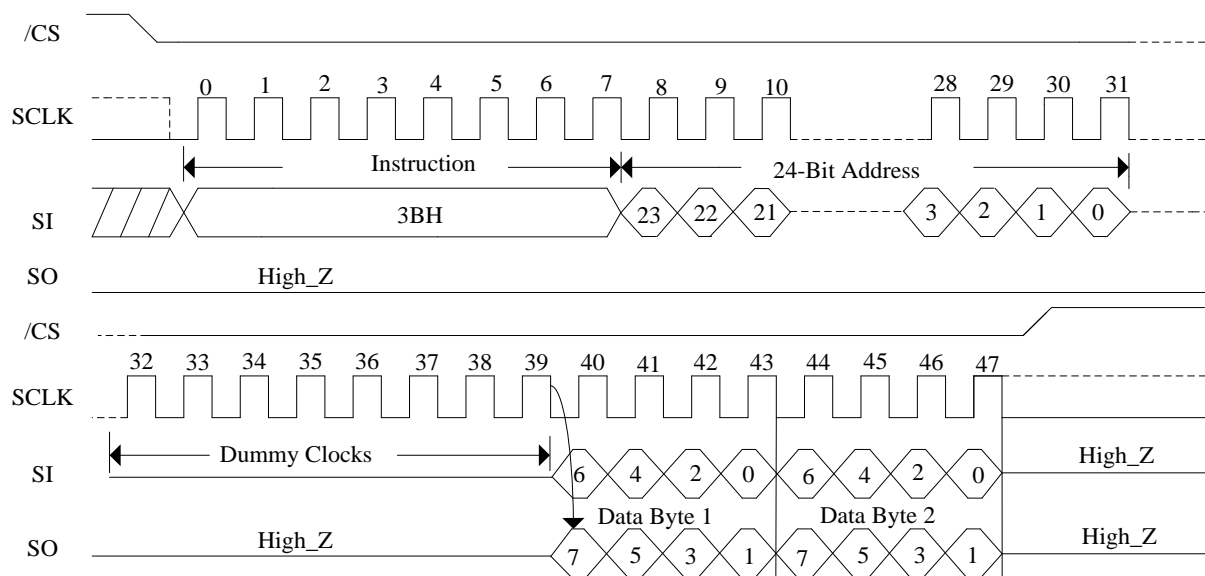 /CS
0 1 2 3 4 5 6 7 8 9 10 28 29 30 31
SCLK
Instruction 24-Bit Address
SI 3BH 23 22 21 3 2 1 0
SO High_Z
/CS
32 33 34 35 36 37 38 39 40 41 42 43 44 45 46 47
SCLK
Dummy Clocks
SI 6 4 2 0 6 4 2 0 High_Z
Data Byte 1 Data Byte 2
SO High_Z 7 5 3 1 7 5 3 1 High_Z